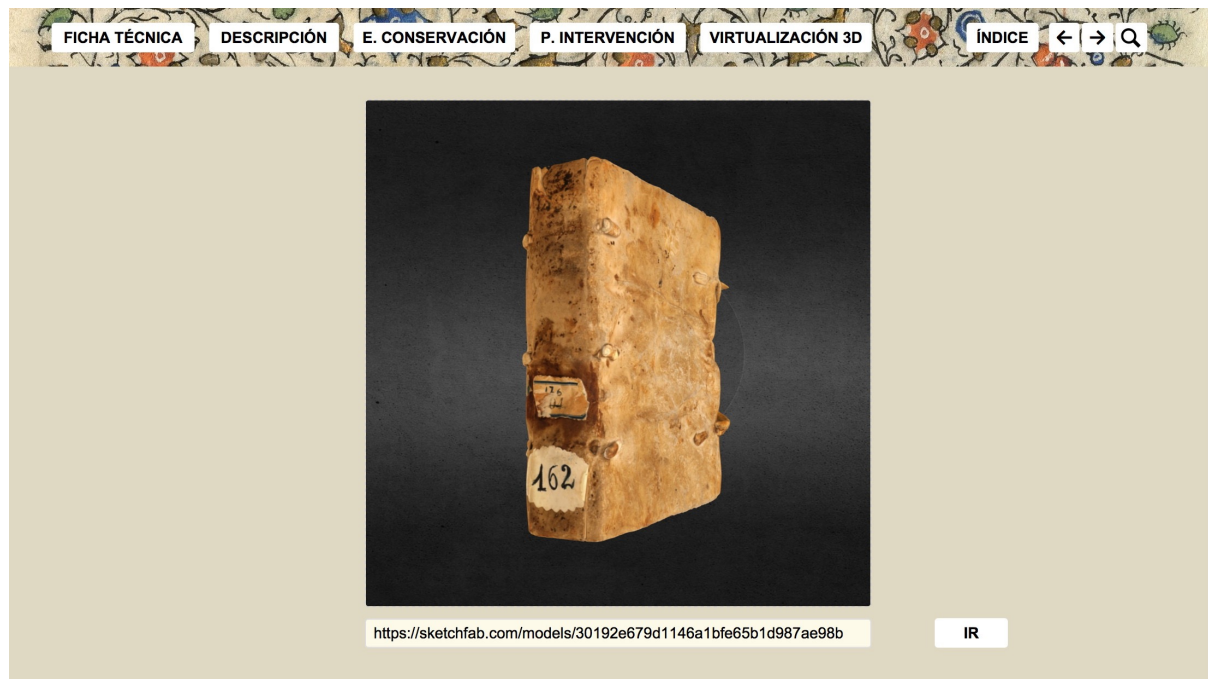 FICHA TÉCNICA DESCRIPCIÓN E. CONSERVACIÓN P. INTERVENCIÓN VIRTUALIZACIÓN 3D ÍNDICE
162
https://sketchfab.com/models/30192e679d1146a1bfe65b1d987ae98b IR